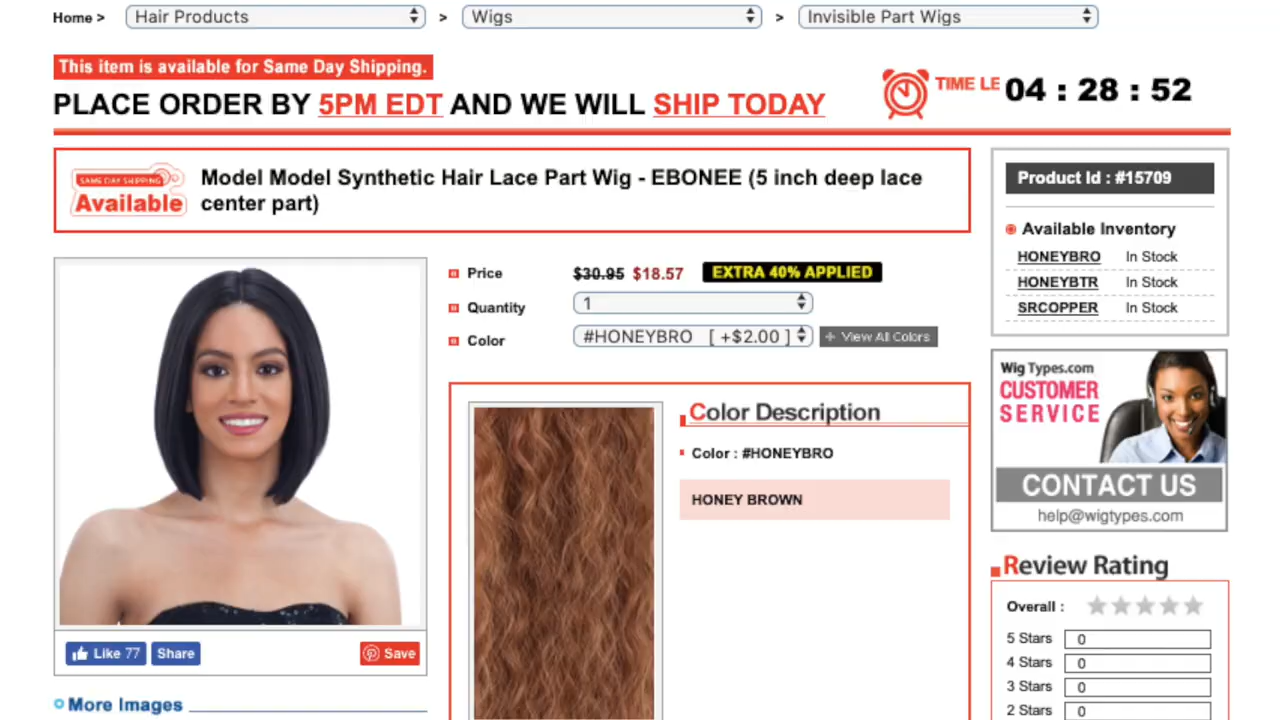 Home > Hair Products > Wigs > Invisible Part Wigs
This item is available for Same Day Shipping.
PLACE ORDER BY 5PM EDT AND WE WILL SHIP TODAY
TIME LE 04 : 28 : 52
SAME DAY SHIPPING
Available
Model Model Synthetic Hair Lace Part Wig - EBONEE (5 inch deep lace
center part)
Price $30.95 $18.57 EXTRA 40% APPLIED
Quantity 1
Color #HONEYBRO [ +$2.00 ] + View All Colors
Color Description
Color : #HONEYBRO
HONEY BROWN
Like 77 Share Save
More Images
Product Id : #15709
Available Inventory
HONEYBRO In Stock
HONEYBTR In Stock
SRCOPPER In Stock
Wig Types.com
CUSTOMER
SERVICE
CONTACT US
help@wigtypes.com
Review Rating
Overall :
5 Stars 0
4 Stars 0
3 Stars 0
2 Stars 0